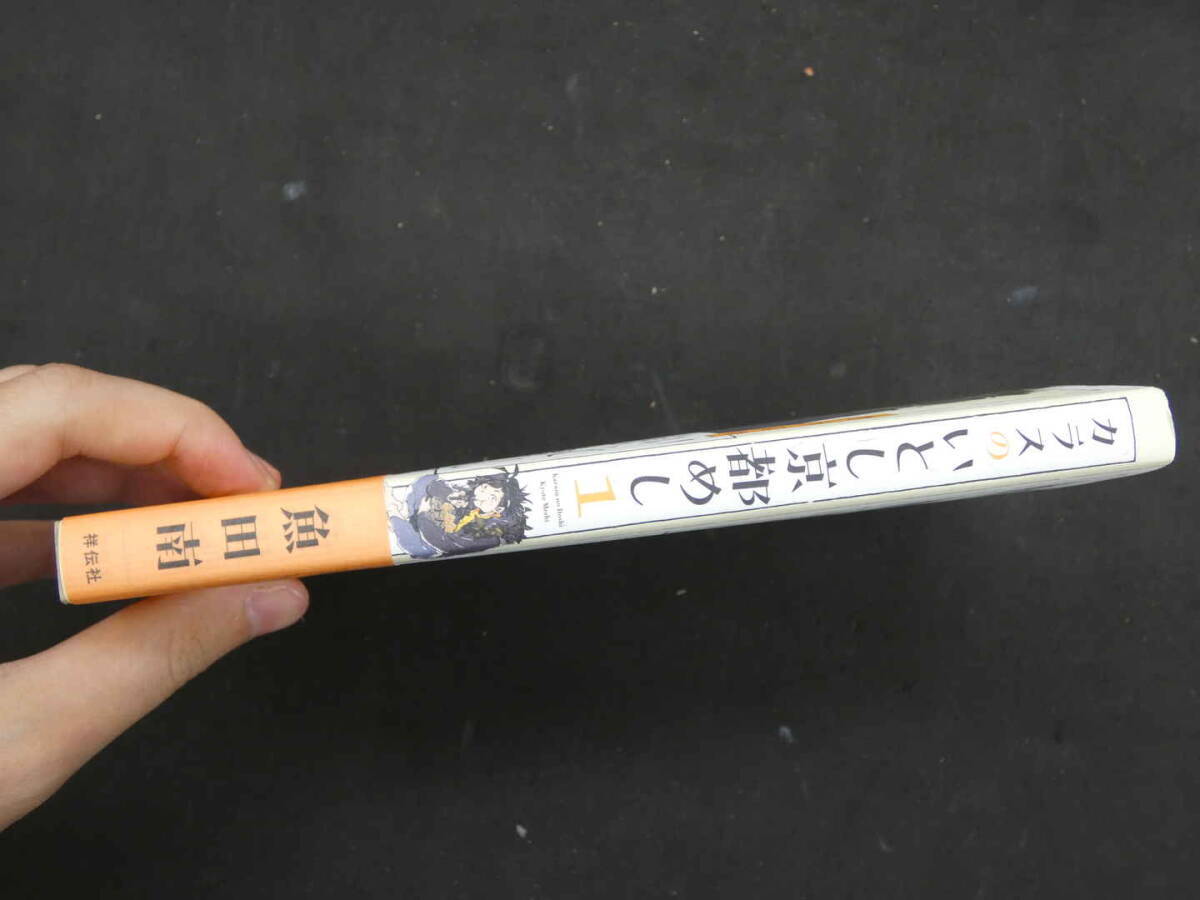 カラスのいとし京都めし
1
Karasu no Itoshi
Kyoto Meshi
魚田南
祥伝社